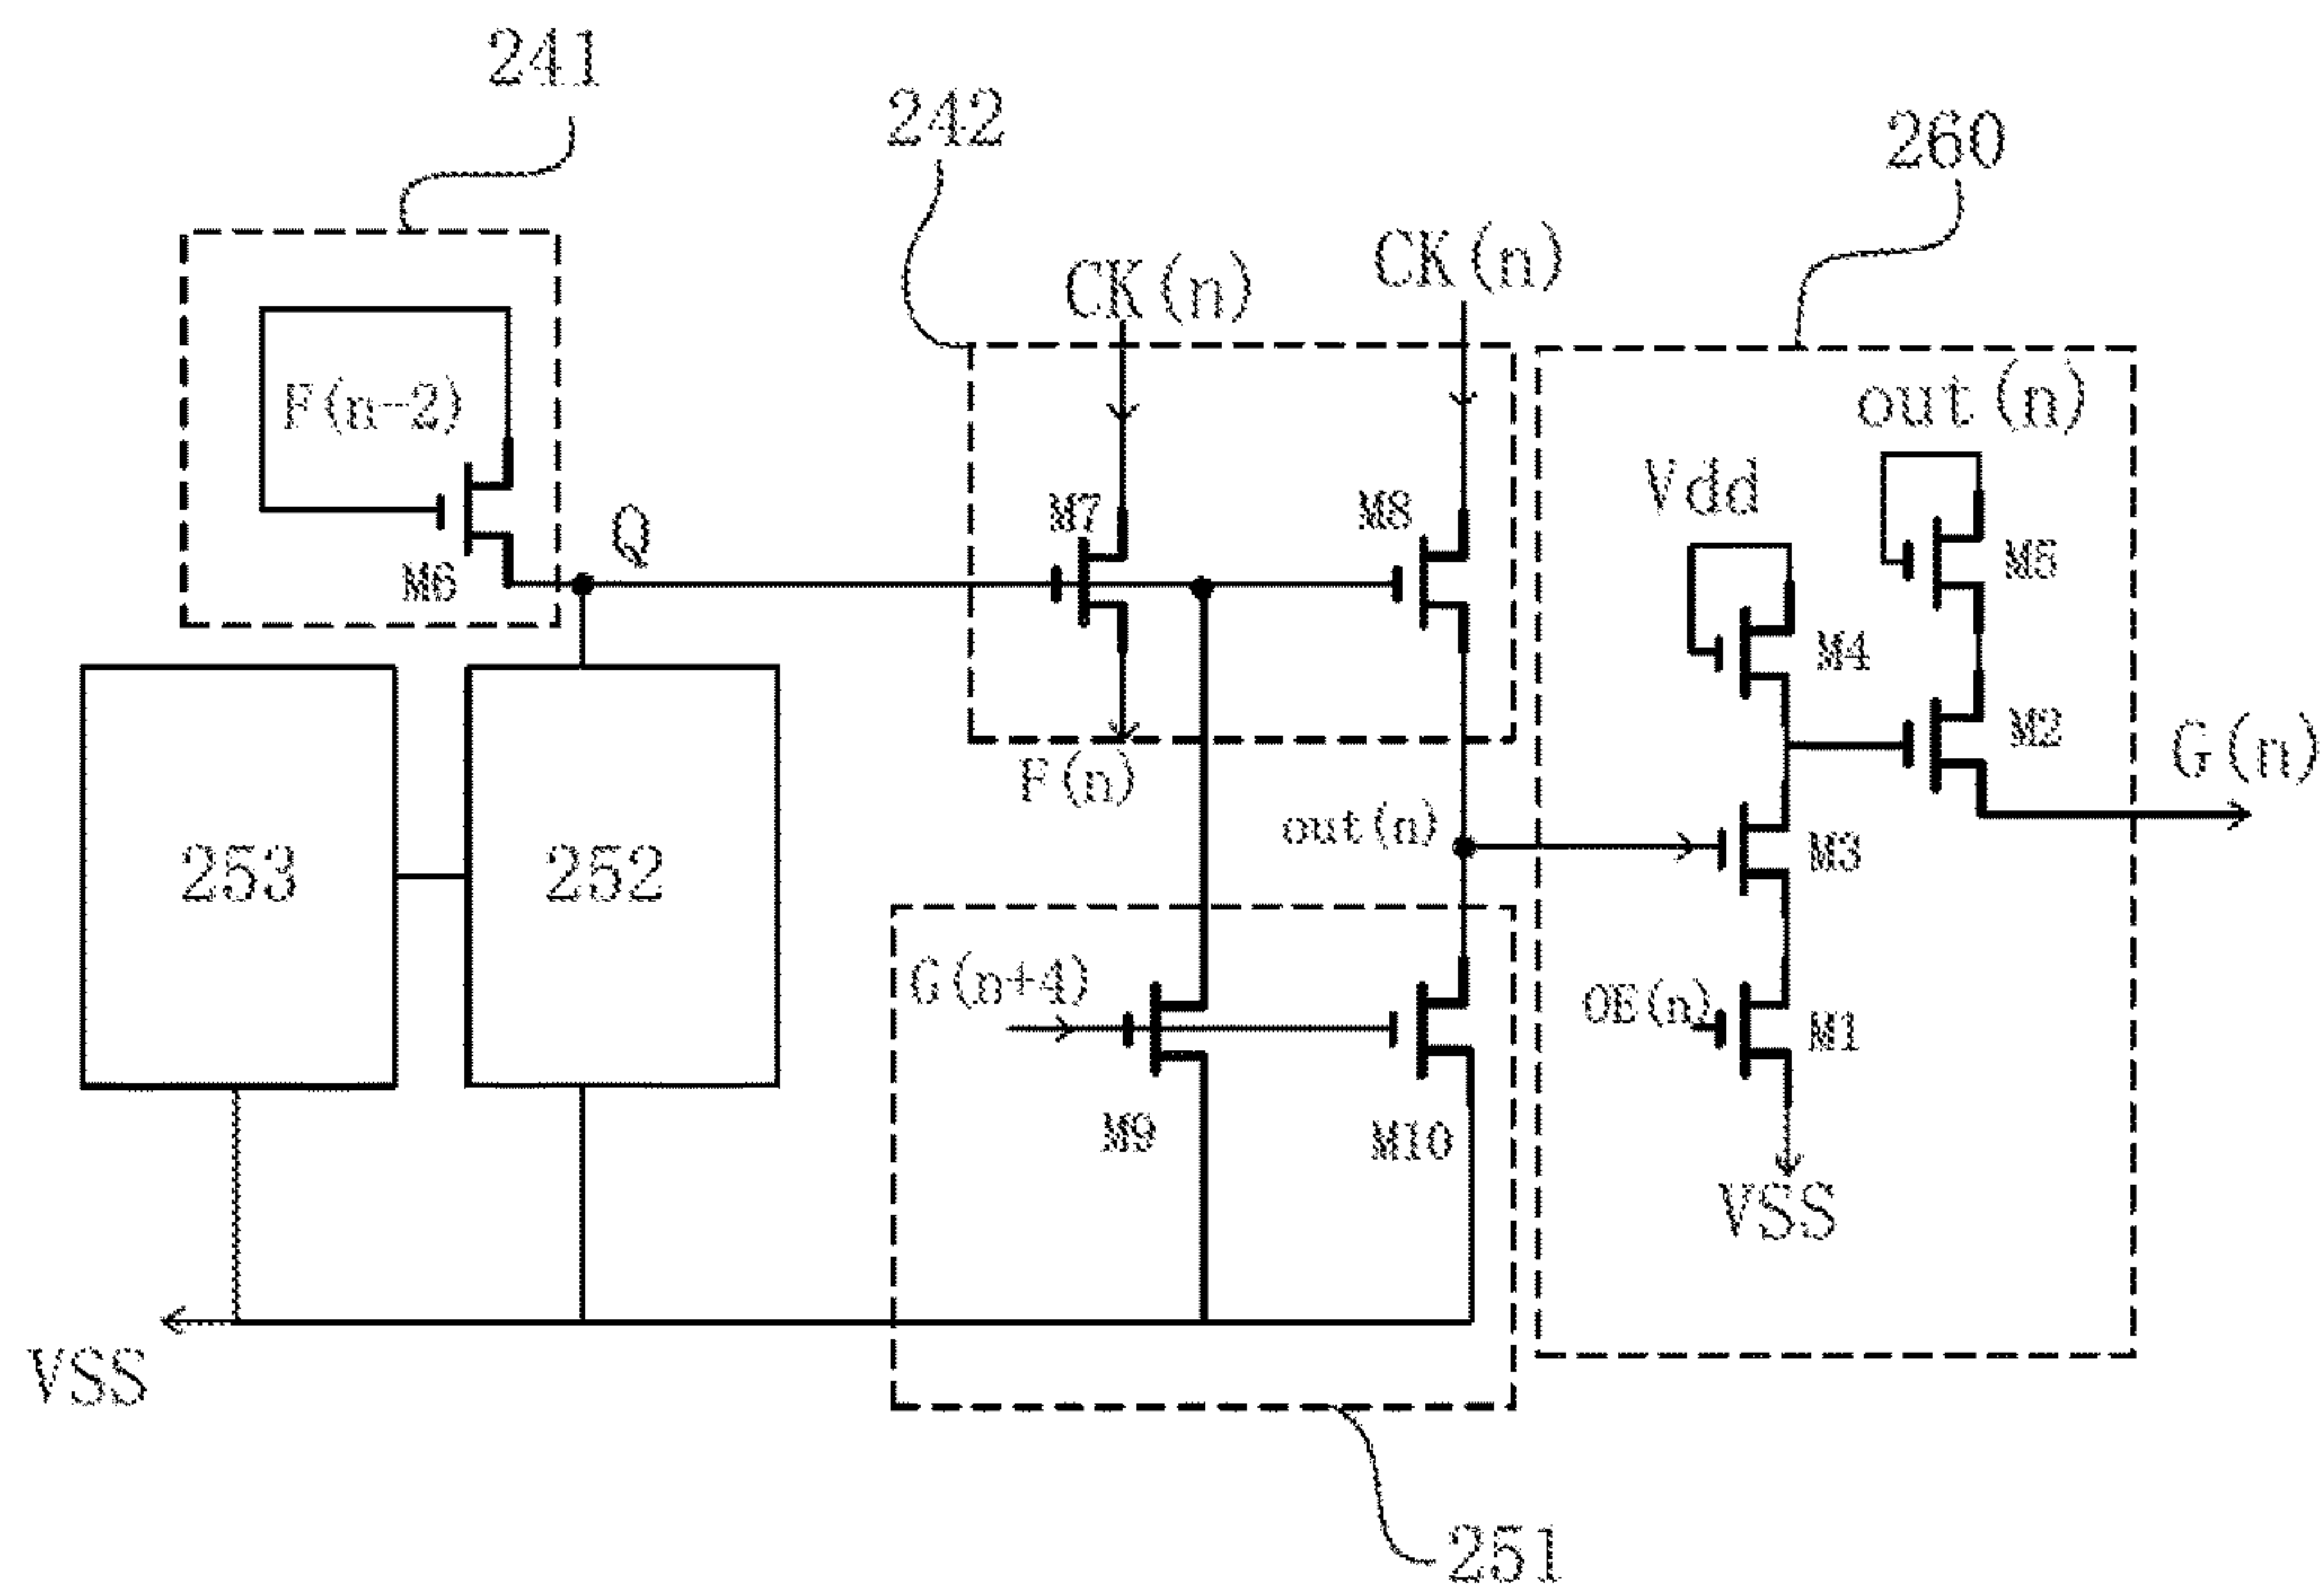 241
242
260
CK(n)
CK(n)
F(n-2)
out(n)
Vdd
Q
M7
M8
M5
M6
M4
M2
G(n)
F(n)
out(n)
M3
253
252
G(n+4)
OE(n)
M1
M9
M10
VSS
VSS
251